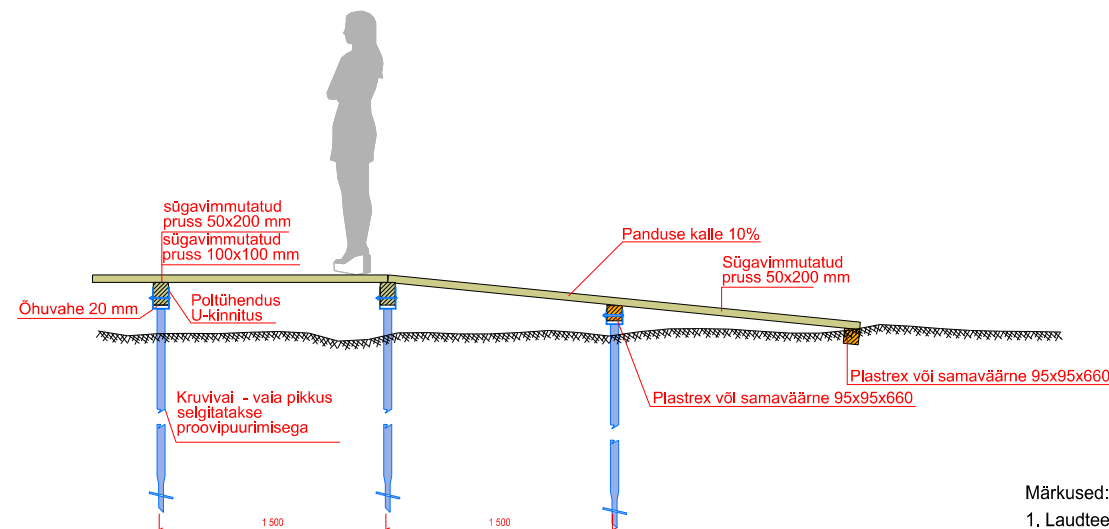 sügavimmutatud
pruss 50x200 mm
sügavimmutatud
pruss 100x100 mm
Panduse kalle 10%
Sügavimmutatud
pruss 50x200 mm
Õhuvahe 20 mm
Poltühendus
U-kinnitus
Plastrex või samaväärne 95x95x660
Plastrex või samaväärne 95x95x660
Kruvivai - vaia pikkus
selgitatakse
proovipuurimisega
Märkused:
1. Laudtee
1 500
1 500